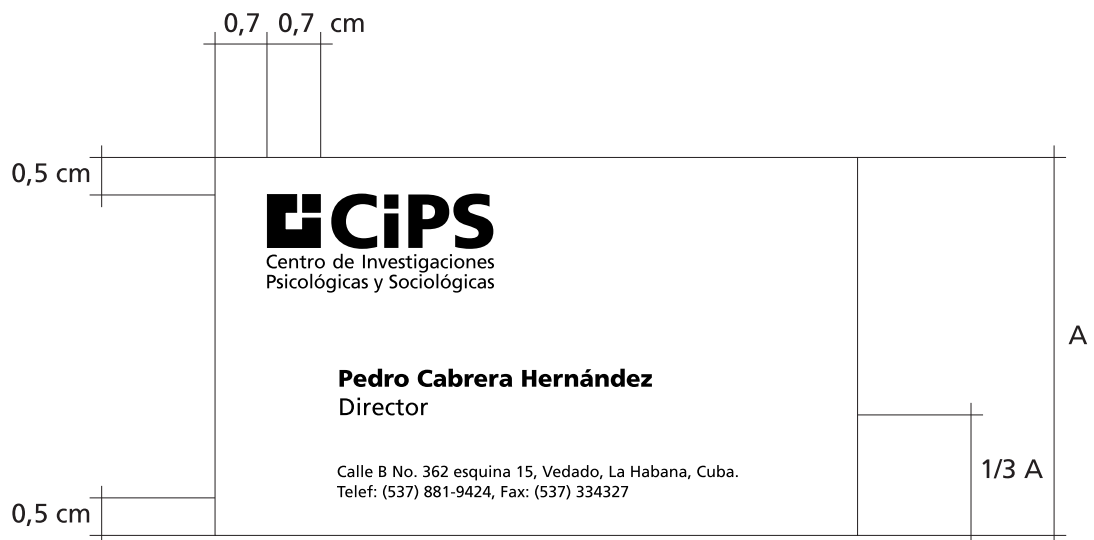 0,7 0,7 cm
0,5 cm
CiPS
Centro de Investigaciones
Psicológicas y Sociológicas
A
Pedro Cabrera Hernández
Director
1/3 A
Calle B No. 362 esquina 15, Vedado, La Habana, Cuba.
Telef: (537) 881-9424, Fax: (537) 334327
0,5 cm